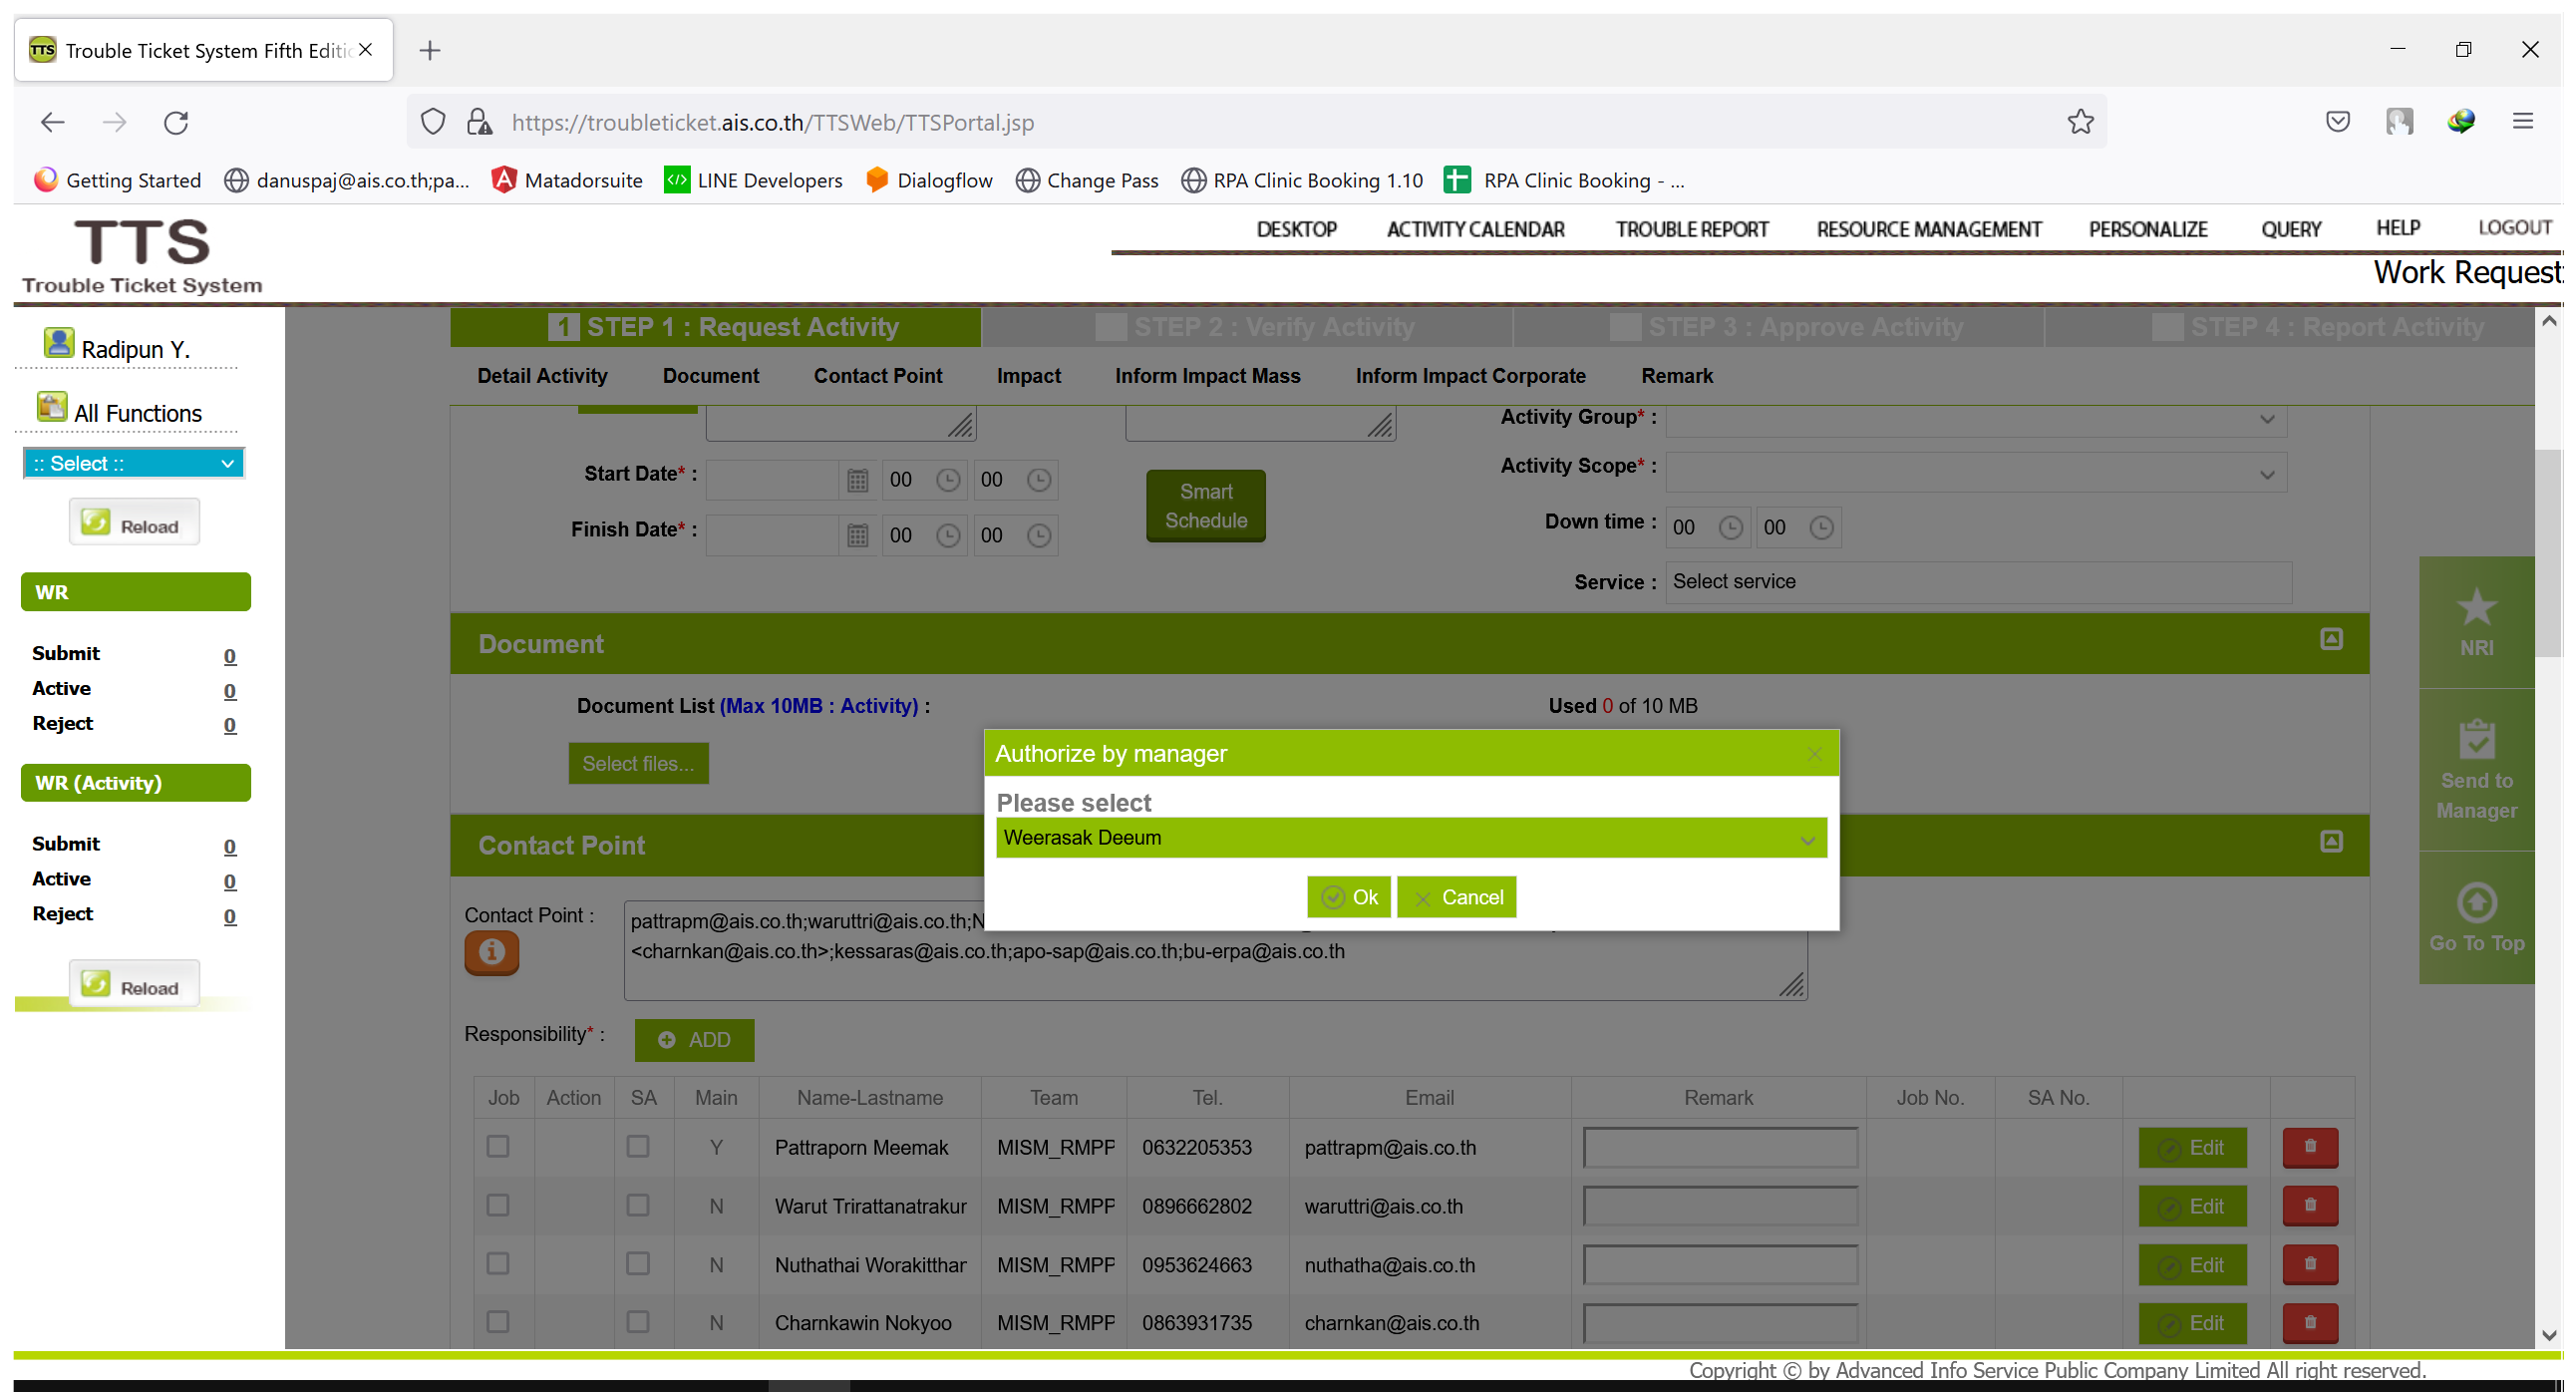 TTS Trouble Ticket System Fifth Editic
https://troubleticket.ais.co.th/TTSWeb/TTSPortal.jsp
Getting Started danuspaj@ais.co.th;pa... Matadorsuite LINE Developers Dialogflow Change Pass RPA Clinic Booking 1.10 RPA Clinic Booking - ...
TTS
Trouble Ticket System
DESKTOP ACTIVITY CALENDAR TROUBLE REPORT RESOURCE MANAGEMENT PERSONALIZE QUERY HELP LOGOUT
Work Request
Radipun Y.
All Functions
:: Select ::
Reload
WR
Submit 0
Active 0
Reject 0
WR (Activity)
Submit 0
Active 0
Reject 0
Reload
1 STEP 1 : Request Activity STEP 2 : Verify Activity STEP 3 : Approve Activity STEP 4 : Report Activity
Detail Activity Document Contact Point Impact Inform Impact Mass Inform Impact Corporate Remark
Activity Group* :
Start Date* : 00 00
Smart Schedule
Activity Scope* :
Finish Date* : 00 00
Down time : 00 00
Service : Select service
Document
Document List (Max 10MB : Activity) : Used 0 of 10 MB
Select files...
Authorize by manager
Please select
Weerasak Deeum
Ok Cancel
NRI
Send to Manager
Go To Top
Contact Point
Contact Point : pattrapm@ais.co.th;waruttri@ais.co.th;N
<charnkan@ais.co.th>;kessaras@ais.co.th;apo-sap@ais.co.th;bu-erpa@ais.co.th
Responsibility* : ADD
Job Action SA Main Name-Lastname Team Tel. Email Remark Job No. SA No.
Y Pattraporn Meemak MISM_RMPP 0632205353 pattrapm@ais.co.th Edit
N Warut Trirattanatrakur MISM_RMPP 0896662802 waruttri@ais.co.th Edit
N Nuthathai Worakitthar MISM_RMPP 0953624663 nuthatha@ais.co.th Edit
N Charnkawin Nokyoo MISM_RMPP 0863931735 charnkan@ais.co.th Edit
Copyright © by Advanced Info Service Public Company Limited All right reserved.